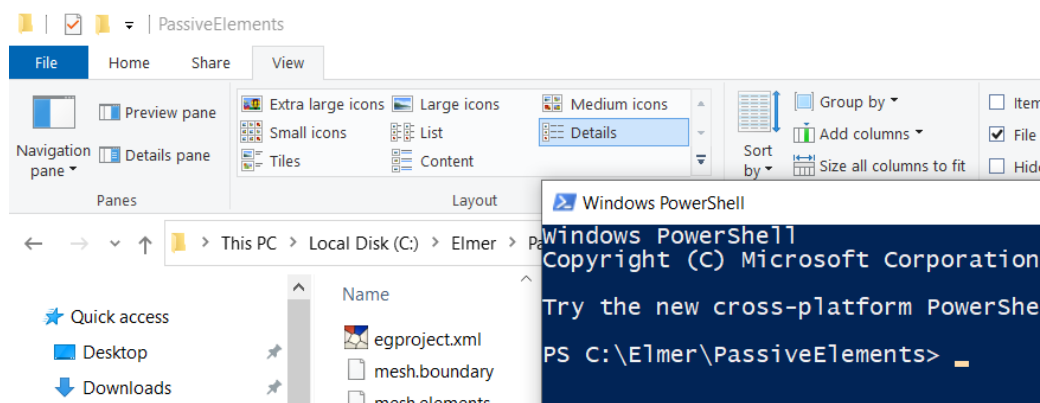 PassiveElements
File Home Share View
Preview pane
Details pane
Navigation pane
Panes
Extra large icons Large icons Medium icons
Small icons List Details
Tiles Content
Layout
Sort by
Group by
Add columns
Size all columns to fit
File
Windows PowerShell
This PC > Local Disk (C:) > Elmer >
Windows PowerShell
Copyright (C) Microsoft Corporation
Try the new cross-platform
PS C:\Elmer\PassiveElements> _
Quick access
Desktop
Downloads
Name
egproject.xml
mesh.boundary
mesh.elements